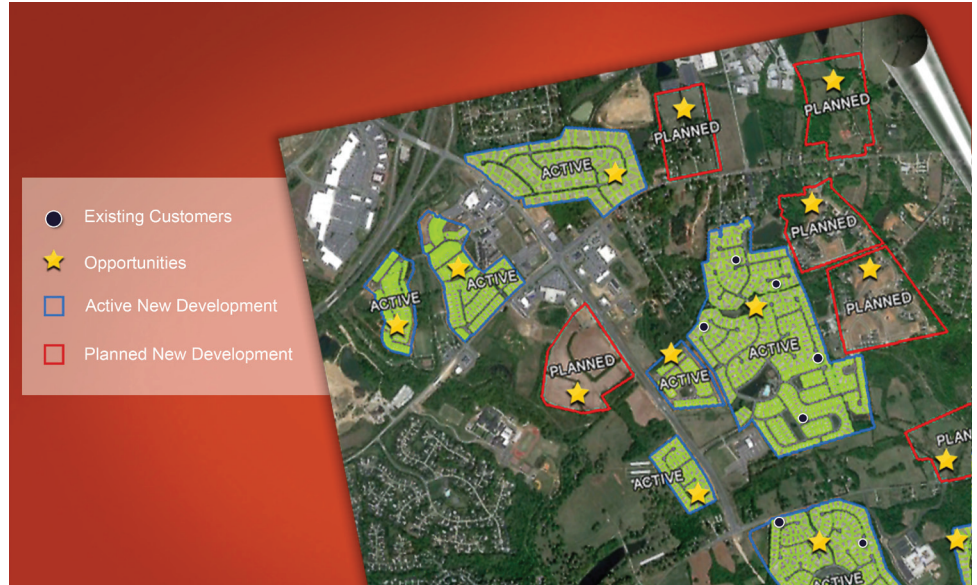 Existing Customers
Opportunities
Active New Development
Planned New Development
PLANNED
PLANNED
ACTIVE
PLANNED
ACTIVE
ACTIVE
PLANNED
PLANNED
ACTIVE
ACTIVE
PLAN
ACTIVE
ACTIVE